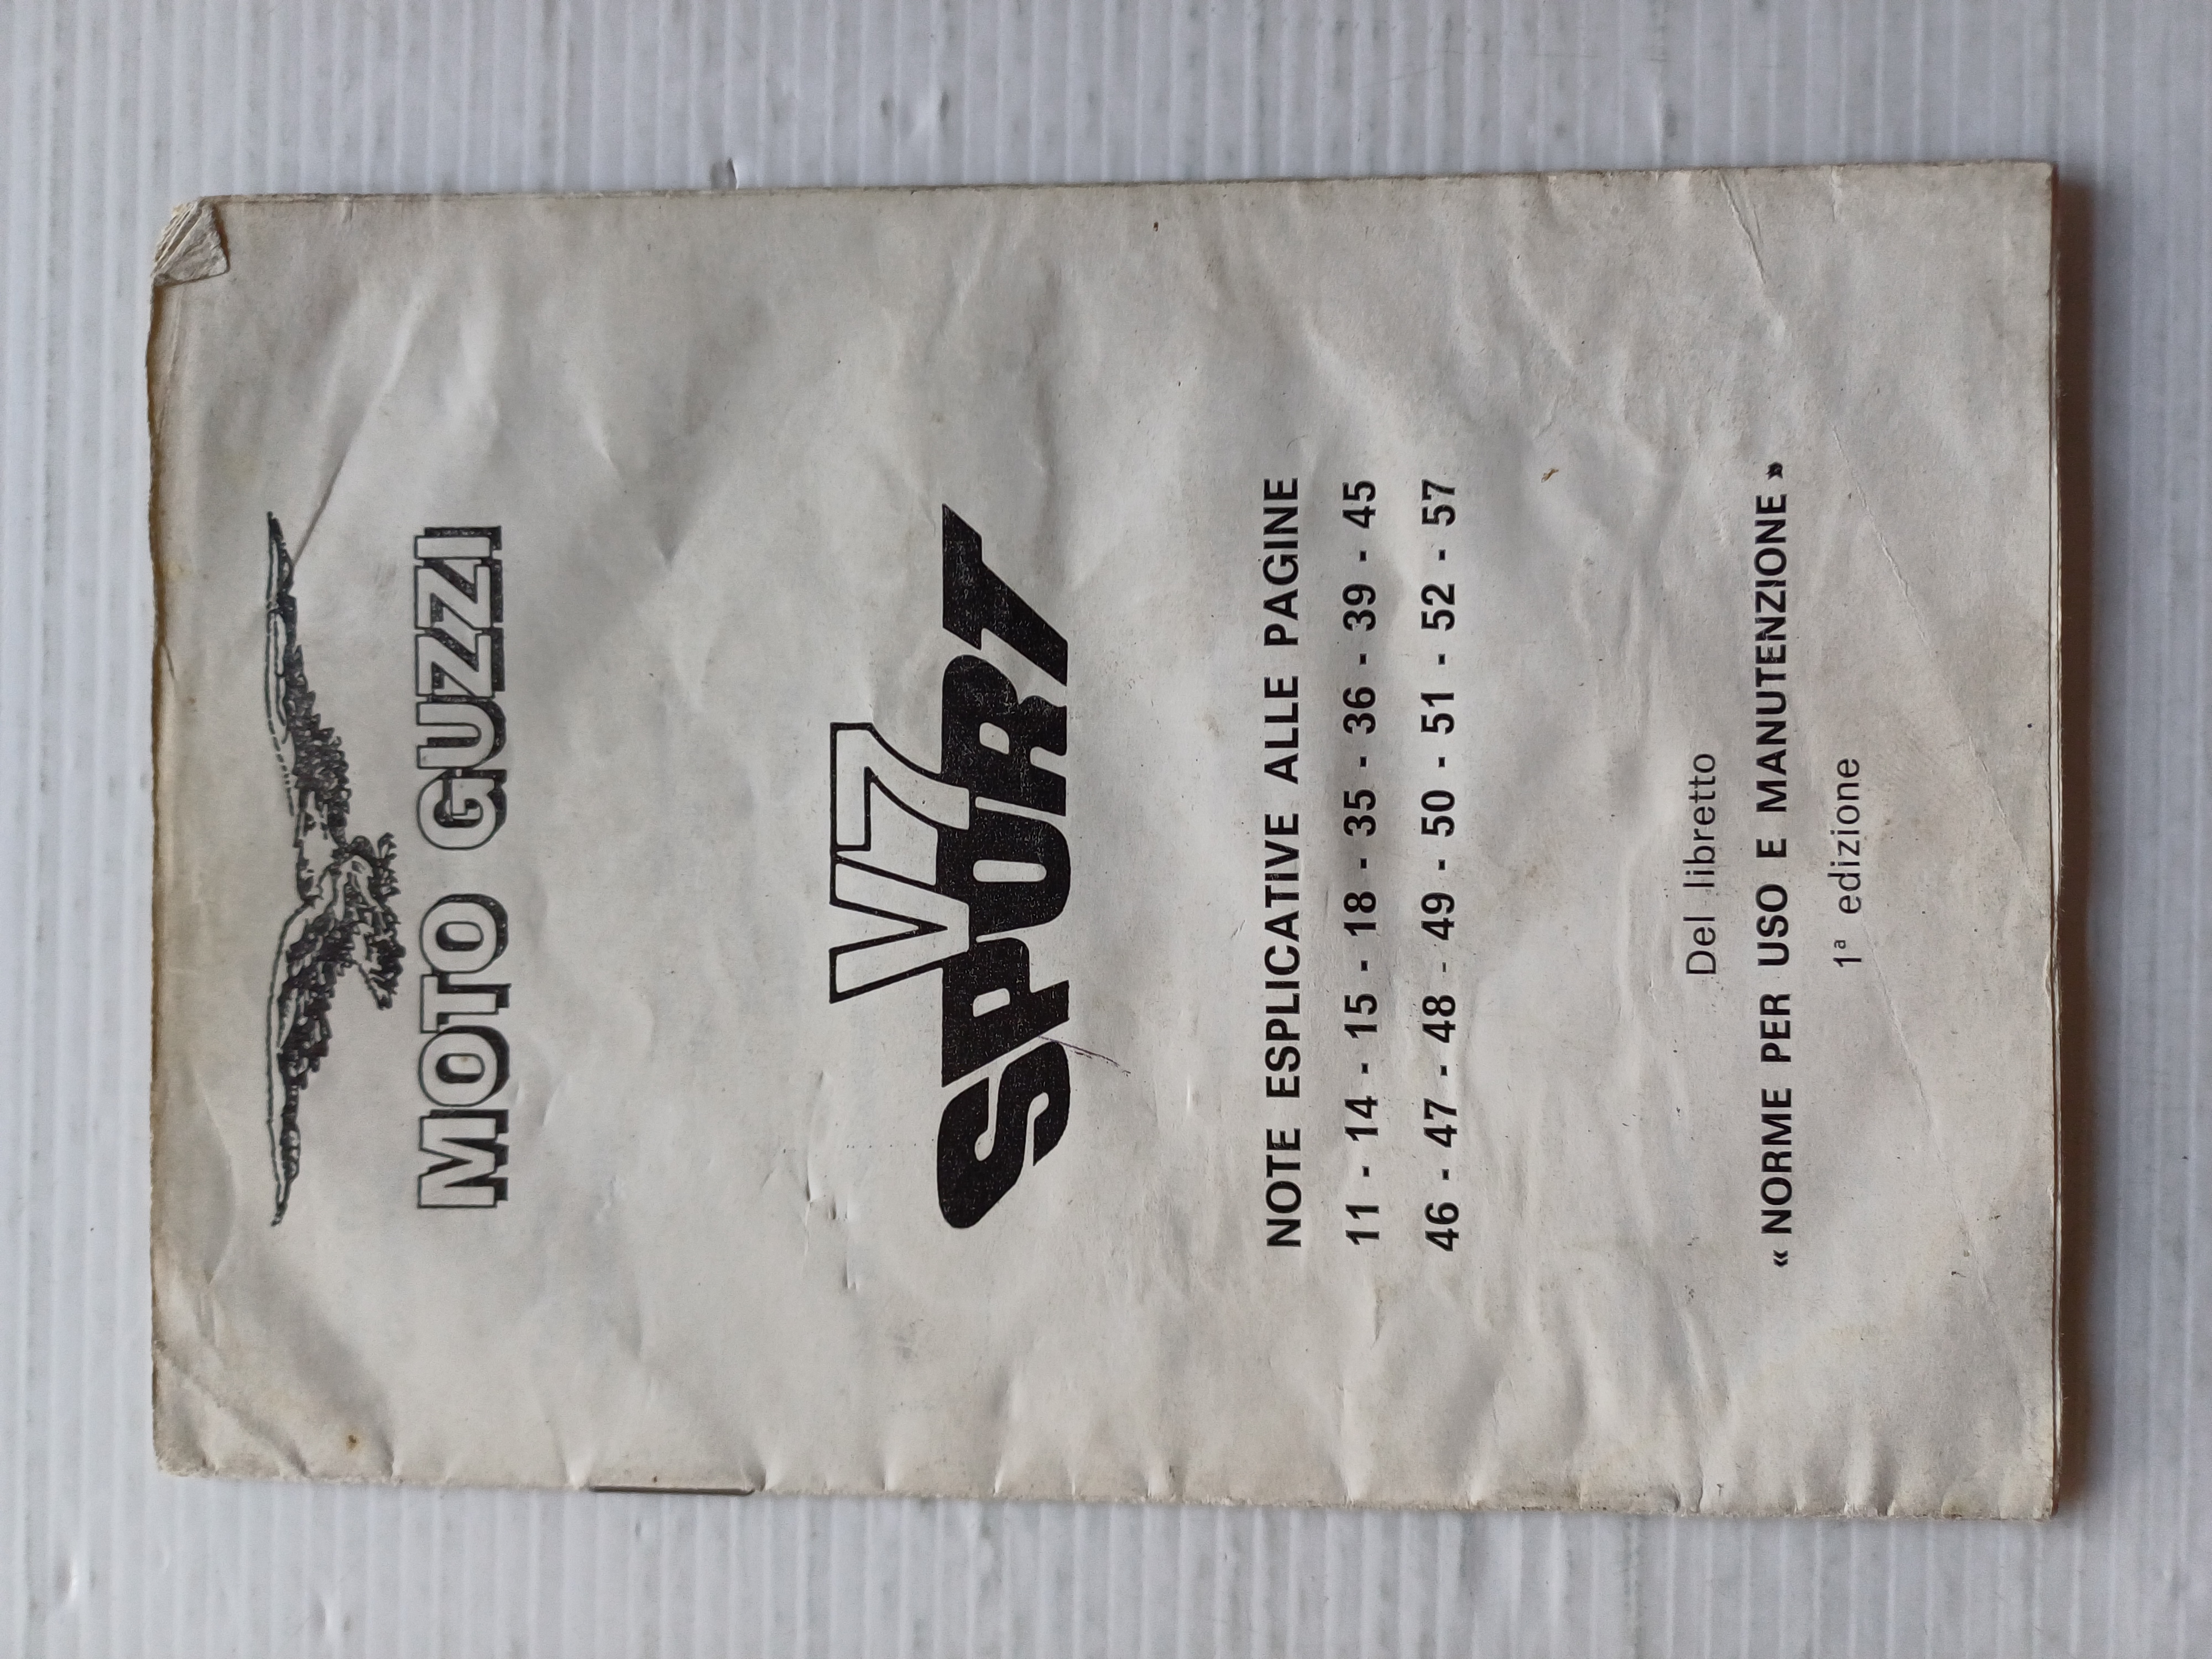 MOTO GUZZI
V7
SPORT
NOTE ESPLICATIVE ALLE PAGINE
11 - 14 - 15 - 18 - 35 - 36 - 39 - 45
46 - 47 - 48 - 49 - 50 - 51 - 52 - 57
Del libretto
« NORME PER USO E MANUTENZIONE »
1ª edizione